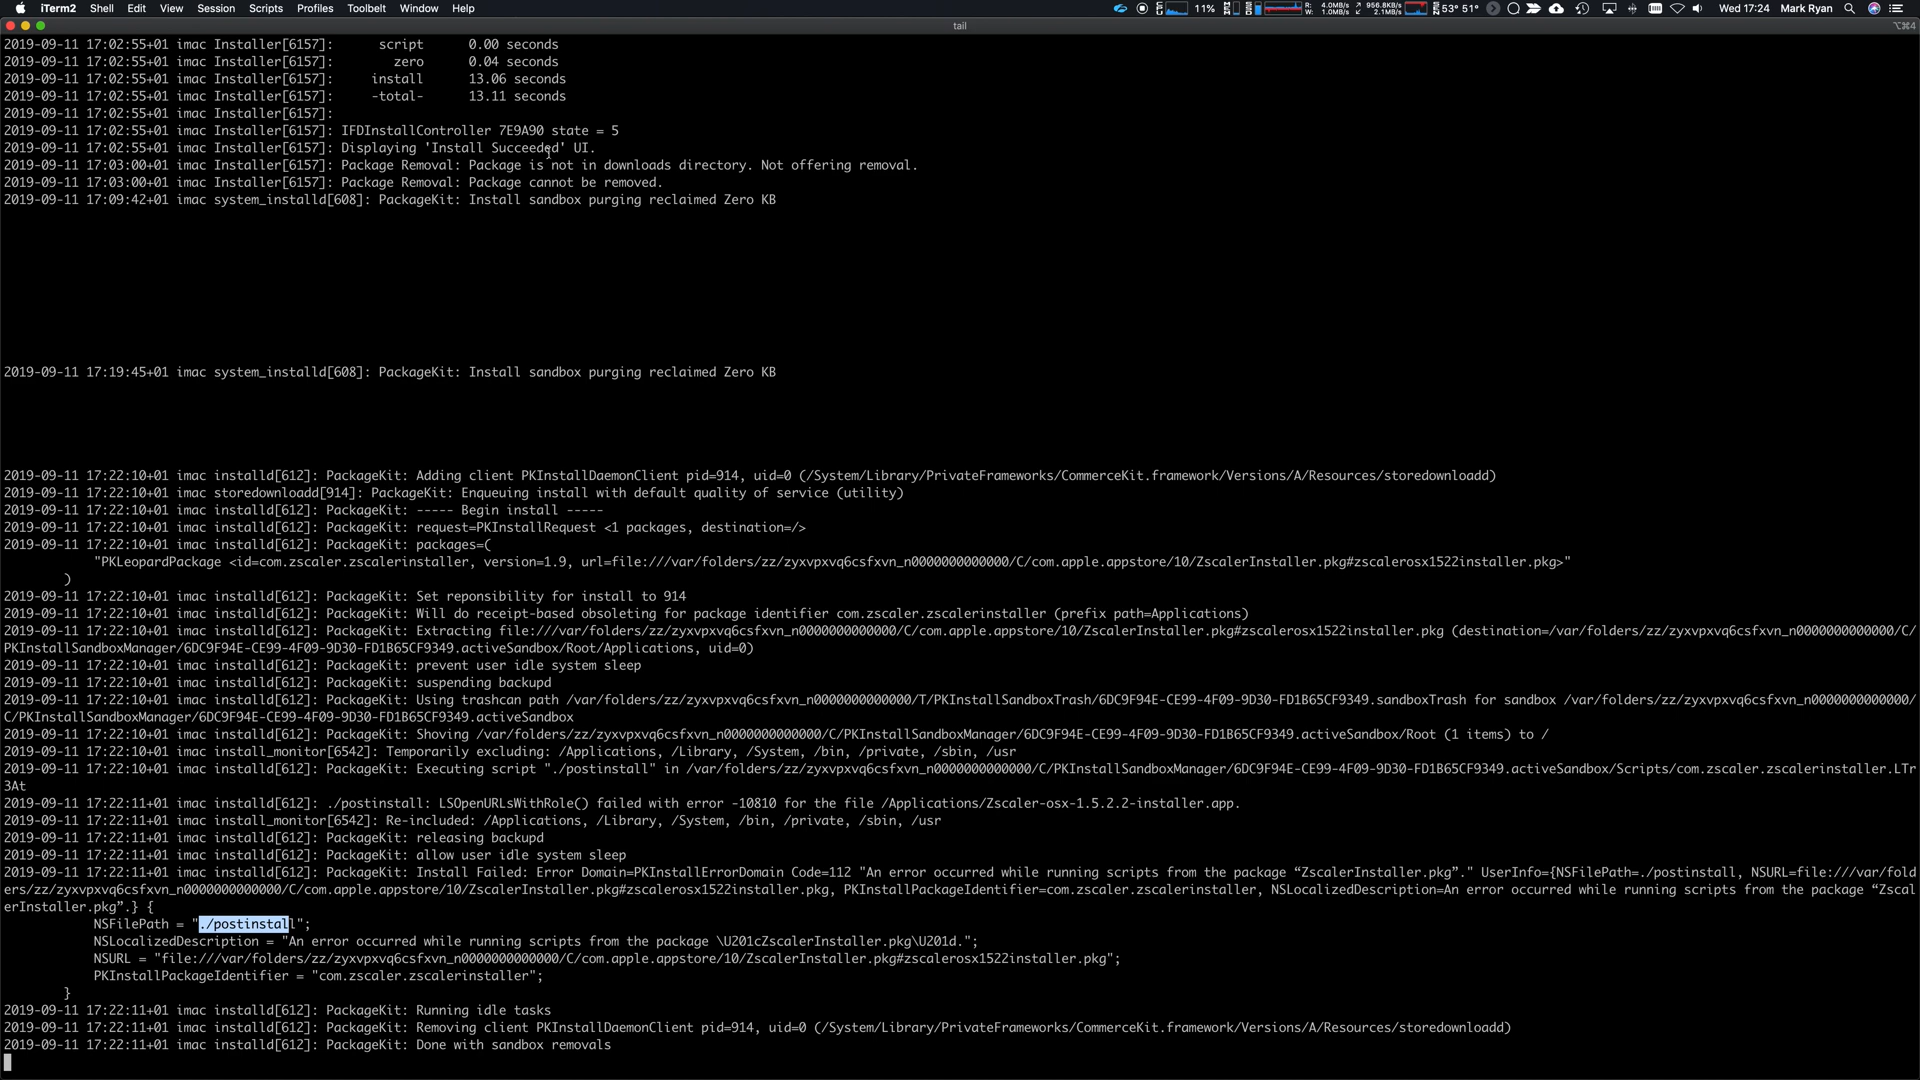 iTerm2 Shell Edit View Session Scripts Profiles Toolbelt Window Help 11% R: 4.0MB/s W: 1.0MB/s 956.8KB/s 2.1MB/s 53° 51° Wed 17:24 Mark Ryan
tail ⌥⌘4
2019-09-11 17:02:55+01 imac Installer[6157]:      script      0.00 seconds
2019-09-11 17:02:55+01 imac Installer[6157]:        zero      0.04 seconds
2019-09-11 17:02:55+01 imac Installer[6157]:     install      13.06 seconds
2019-09-11 17:02:55+01 imac Installer[6157]:     -total-      13.11 seconds
2019-09-11 17:02:55+01 imac Installer[6157]:
2019-09-11 17:02:55+01 imac Installer[6157]: IFDInstallController 7E9A90 state = 5
2019-09-11 17:02:55+01 imac Installer[6157]: Displaying 'Install Succeeded' UI.
2019-09-11 17:03:00+01 imac Installer[6157]: Package Removal: Package is not in downloads directory. Not offering removal.
2019-09-11 17:03:00+01 imac Installer[6157]: Package Removal: Package cannot be removed.
2019-09-11 17:09:42+01 imac system_installd[608]: PackageKit: Install sandbox purging reclaimed Zero KB
2019-09-11 17:19:45+01 imac system_installd[608]: PackageKit: Install sandbox purging reclaimed Zero KB
2019-09-11 17:22:10+01 imac installd[612]: PackageKit: Adding client PKInstallDaemonClient pid=914, uid=0 (/System/Library/PrivateFrameworks/CommerceKit.framework/Versions/A/Resources/storedownloadd)
2019-09-11 17:22:10+01 imac storedownloadd[914]: PackageKit: Enqueuing install with default quality of service (utility)
2019-09-11 17:22:10+01 imac installd[612]: PackageKit: ----- Begin install -----
2019-09-11 17:22:10+01 imac installd[612]: PackageKit: request=PKInstallRequest <1 packages, destination=/>
2019-09-11 17:22:10+01 imac installd[612]: PackageKit: packages=(
"PKLeopardPackage <id=com.zscaler.zscalerinstaller, version=1.9, url=file:///var/folders/zz/zyxvpxvq6csfxvn_n0000000000000/C/com.apple.appstore/10/ZscalerInstaller.pkg#zscalerosx1522installer.pkg>"
)
2019-09-11 17:22:10+01 imac installd[612]: PackageKit: Set reponsibility for install to 914
2019-09-11 17:22:10+01 imac installd[612]: PackageKit: Will do receipt-based obsoleting for package identifier com.zscaler.zscalerinstaller (prefix path=Applications)
2019-09-11 17:22:10+01 imac installd[612]: PackageKit: Extracting file:///var/folders/zz/zyxvpxvq6csfxvn_n0000000000000/C/com.apple.appstore/10/ZscalerInstaller.pkg#zscalerosx1522installer.pkg (destination=/var/folders/zz/zyxvpxvq6csfxvn_n0000000000000/C/
PKInstallSandboxManager/6DC9F94E-CE99-4F09-9D30-FD1B65CF9349.activeSandbox/Root/Applications, uid=0)
2019-09-11 17:22:10+01 imac installd[612]: PackageKit: prevent user idle system sleep
2019-09-11 17:22:10+01 imac installd[612]: PackageKit: suspending backupd
2019-09-11 17:22:10+01 imac installd[612]: PackageKit: Using trashcan path /var/folders/zz/zyxvpxvq6csfxvn_n0000000000000/T/PKInstallSandboxTrash/6DC9F94E-CE99-4F09-9D30-FD1B65CF9349.sandboxTrash for sandbox /var/folders/zz/zyxvpxvq6csfxvn_n0000000000000/
C/PKInstallSandboxManager/6DC9F94E-CE99-4F09-9D30-FD1B65CF9349.activeSandbox
2019-09-11 17:22:10+01 imac installd[612]: PackageKit: Shoving /var/folders/zz/zyxvpxvq6csfxvn_n0000000000000/C/PKInstallSandboxManager/6DC9F94E-CE99-4F09-9D30-FD1B65CF9349.activeSandbox/Root (1 items) to /
2019-09-11 17:22:10+01 imac install_monitor[6542]: Temporarily excluding: /Applications, /Library, /System, /bin, /private, /sbin, /usr
2019-09-11 17:22:10+01 imac installd[612]: PackageKit: Executing script "./postinstall" in /var/folders/zz/zyxvpxvq6csfxvn_n0000000000000/C/PKInstallSandboxManager/6DC9F94E-CE99-4F09-9D30-FD1B65CF9349.activeSandbox/Scripts/com.zscaler.zscalerinstaller.LTr
3At
2019-09-11 17:22:11+01 imac installd[612]: ./postinstall: LSOpenURLsWithRole() failed with error -10810 for the file /Applications/Zscaler-osx-1.5.2.2-installer.app.
2019-09-11 17:22:11+01 imac install_monitor[6542]: Re-included: /Applications, /Library, /System, /bin, /private, /sbin, /usr
2019-09-11 17:22:11+01 imac installd[612]: PackageKit: releasing backupd
2019-09-11 17:22:11+01 imac installd[612]: PackageKit: allow user idle system sleep
2019-09-11 17:22:11+01 imac installd[612]: PackageKit: Install Failed: Error Domain=PKInstallErrorDomain Code=112 "An error occurred while running scripts from the package “ZscalerInstaller.pkg”." UserInfo={NSFilePath=./postinstall, NSURL=file:///var/fold
ers/zz/zyxvpxvq6csfxvn_n0000000000000/C/com.apple.appstore/10/ZscalerInstaller.pkg#zscalerosx1522installer.pkg, PKInstallPackageIdentifier=com.zscaler.zscalerinstaller, NSLocalizedDescription=An error occurred while running scripts from the package “Zscal
erInstaller.pkg”.} {
NSFilePath = "./postinstall";
NSLocalizedDescription = "An error occurred while running scripts from the package \U201cZscalerInstaller.pkg\U201d.";
NSURL = "file:///var/folders/zz/zyxvpxvq6csfxvn_n0000000000000/C/com.apple.appstore/10/ZscalerInstaller.pkg#zscalerosx1522installer.pkg";
PKInstallPackageIdentifier = "com.zscaler.zscalerinstaller";
}
2019-09-11 17:22:11+01 imac installd[612]: PackageKit: Running idle tasks
2019-09-11 17:22:11+01 imac installd[612]: PackageKit: Removing client PKInstallDaemonClient pid=914, uid=0 (/System/Library/PrivateFrameworks/CommerceKit.framework/Versions/A/Resources/storedownloadd)
2019-09-11 17:22:11+01 imac installd[612]: PackageKit: Done with sandbox removals